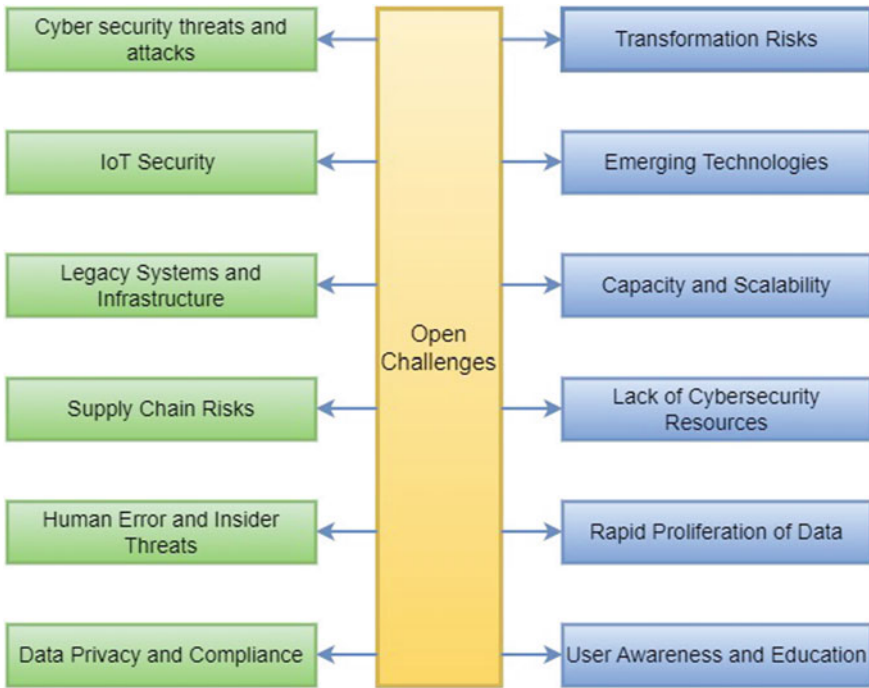 Cyber security threats and
attacks
IoT Security
Legacy Systems and
Infrastructure
Supply Chain Risks
Human Error and Insider
Threats
Data Privacy and Compliance
Open
Challenges
Transformation Risks
Emerging Technologies
Capacity and Scalability
Lack of Cybersecurity
Resources
Rapid Proliferation of Data
User Awareness and Education